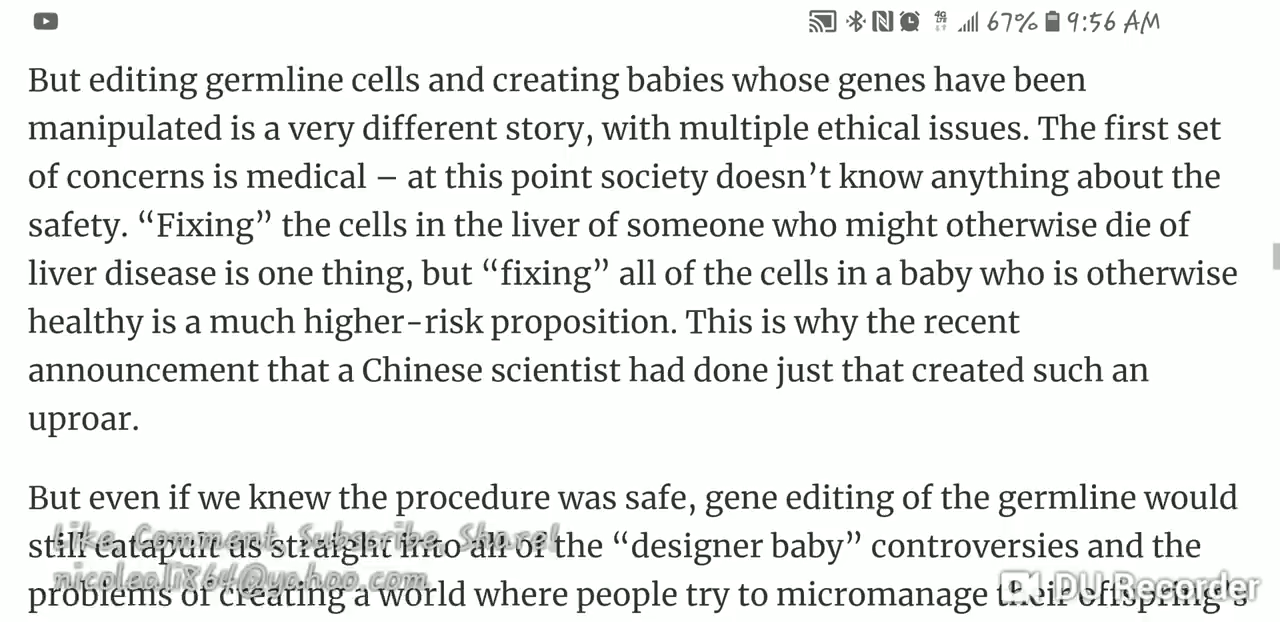 4G LTE 67% 9:56 AM
But editing germline cells and creating babies whose genes have been
manipulated is a very different story, with multiple ethical issues. The first set
of concerns is medical – at this point society doesn’t know anything about the
safety. “Fixing” the cells in the liver of someone who might otherwise die of
liver disease is one thing, but “fixing” all of the cells in a baby who is otherwise
healthy is a much higher-risk proposition. This is why the recent
announcement that a Chinese scientist had done just that created such an
uproar.
But even if we knew the procedure was safe, gene editing of the germline would
still catapult us straight into all of the “designer baby” controversies and the
Like, Comment, Subscribe, Share!
problems of creating a world where people try to micromanage their offspring’s
DU Recorder